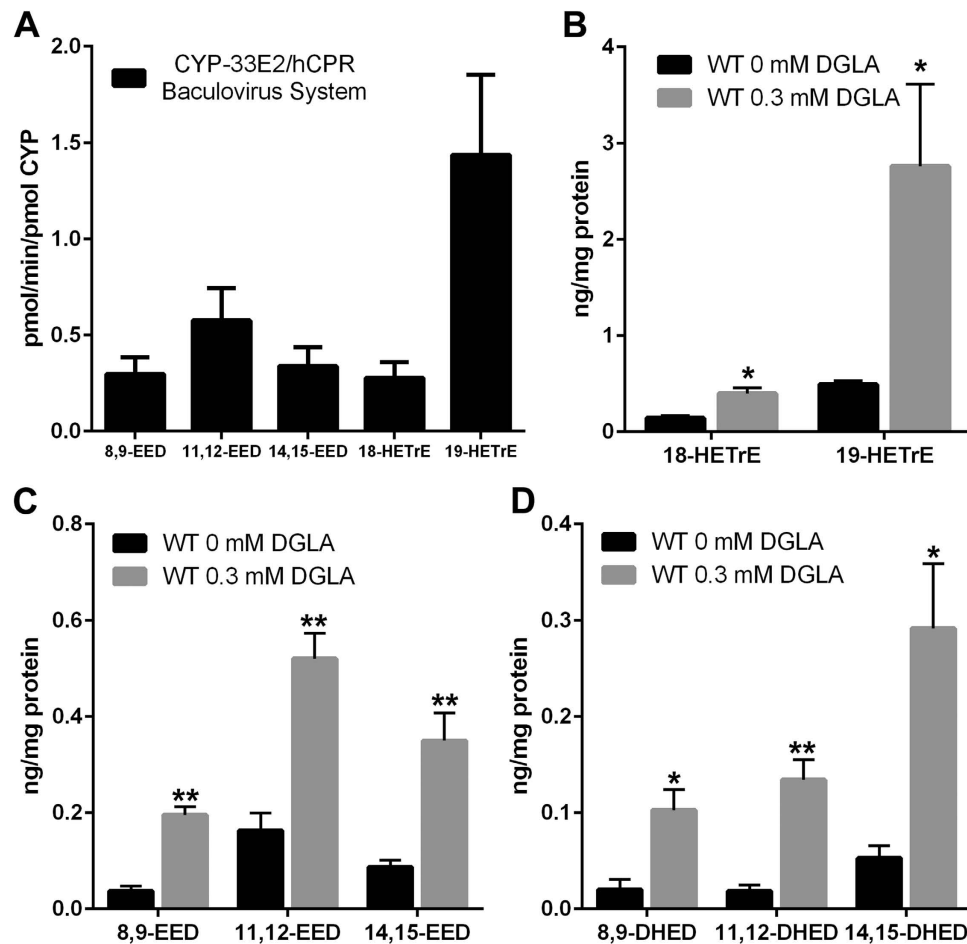 A
2.0
1.5
1.0
0.5
0.0
pmol/min/pmol CYP
CYP-33E2/hCPR
Baculovirus System
8,9-EED 11,12-EED 14,15-EED 18-HETrE 19-HETrE
B
4
3
2
1
0
ng/mg protein
WT 0 mM DGLA
WT 0.3 mM DGLA
*
*
18-HETrE 19-HETrE
C
0.8
0.6
0.4
0.2
0.0
ng/mg protein
WT 0 mM DGLA
WT 0.3 mM DGLA
**
**
**
8,9-EED 11,12-EED 14,15-EED
D
0.4
0.3
0.2
0.1
0.0
ng/mg protein
WT 0 mM DGLA
WT 0.3 mM DGLA
*
**
*
8,9-DHED 11,12-DHED 14,15-DHED